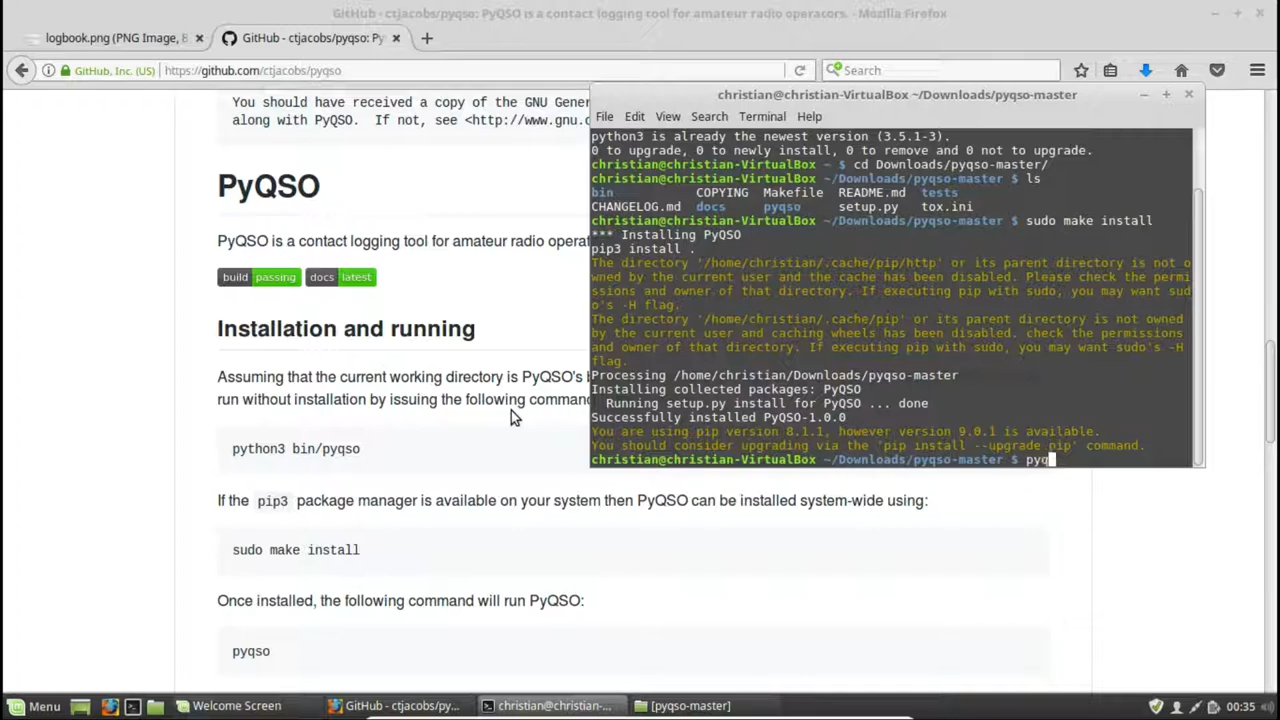 GitHub - ctjacobs/pyqso: PyQSO is a contact logging tool for amateur radio operators. - Mozilla Firefox
logbook.png (PNG Image, 8
GitHub - ctjacobs/pyqso: Py
GitHub, Inc. (US)
https://github.com/ctjacobs/pyqso
Search
You should have received a copy of the GNU Gener
along with PyQSO. If not, see <http://www.gnu.o
PyQSO
PyQSO is a contact logging tool for amateur radio operat
build passing docs latest
Installation and running
Assuming that the current working directory is PyQSO's
run without installation by issuing the following command
python3 bin/pyqso
If the pip3 package manager is available on your system then PyQSO can be installed system-wide using:
sudo make install
Once installed, the following command will run PyQSO:
pyqso
christian@christian-VirtualBox ~/Downloads/pyqso-master
File Edit View Search Terminal Help
python3 is already the newest version (3.5.1-3).
0 to upgrade, 0 to newly install, 0 to remove and 0 not to upgrade.
christian@christian-VirtualBox ~ $ cd Downloads/pyqso-master/
christian@christian-VirtualBox ~/Downloads/pyqso-master $ ls
bin COPYING Makefile README.md tests
CHANGELOG.md docs pyqso setup.py tox.ini
christian@christian-VirtualBox ~/Downloads/pyqso-master $ sudo make install
*** Installing PyQSO
pip3 install .
The directory '/home/christian/.cache/pip/http' or its parent directory is not o
wned by the current user and the cache has been disabled. Please check the permi
ssions and owner of that directory. If executing pip with sudo, you may want sud
o's -H flag.
The directory '/home/christian/.cache/pip' or its parent directory is not owned
by the current user and caching wheels has been disabled. check the permissions
and owner of that directory. If executing pip with sudo, you may want sudo's -H
flag.
Processing /home/christian/Downloads/pyqso-master
Installing collected packages: PyQSO
Running setup.py install for PyQSO ... done
Successfully installed PyQSO-1.0.0
You are using pip version 8.1.1, however version 9.0.1 is available.
You should consider upgrading via the 'pip install --upgrade pip' command.
christian@christian-VirtualBox ~/Downloads/pyqso-master $ pyq
Menu
Welcome Screen
GitHub - ctjacobs/py...
christian@christian-...
[pyqso-master]
00:35